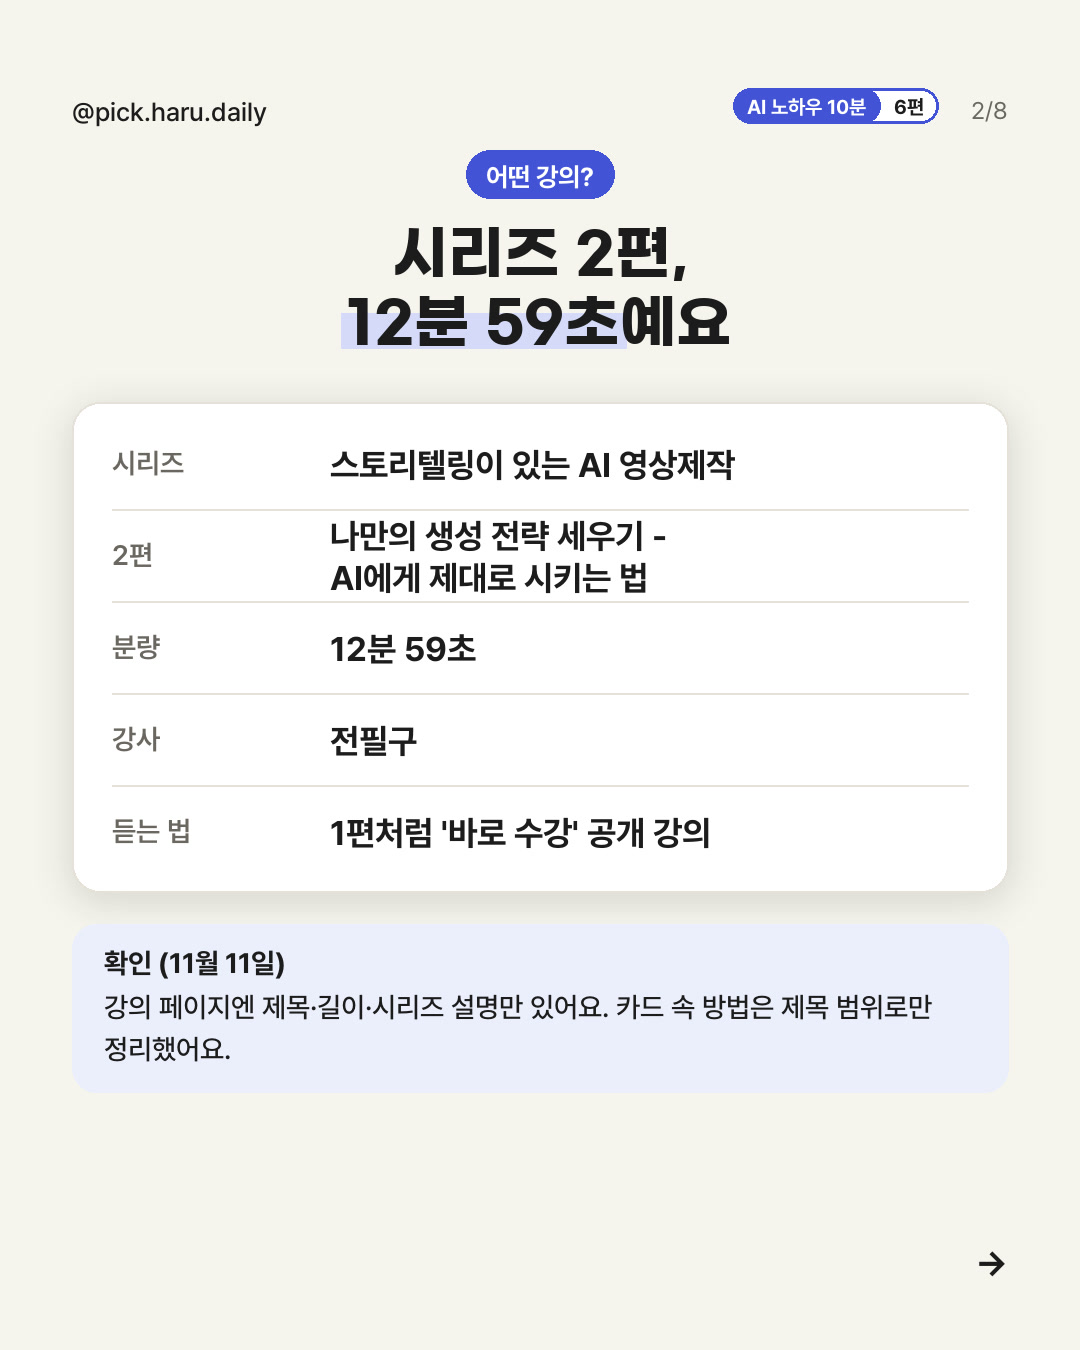 @pick.haru.daily
AI 노하우 10분 6편
2/8
어떤 강의?
시리즈 2편,
12분 59초예요
시리즈
스토리텔링이 있는 AI 영상제작
2편
나만의 생성 전략 세우기 -
AI에게 제대로 시키는 법
분량
12분 59초
강사
전필구
듣는 법
1편처럼 '바로 수강' 공개 강의
확인 (11월 11일)
강의 페이지엔 제목·길이·시리즈 설명만 있어요. 카드 속 방법은 제목 범위로만
정리했어요.
→